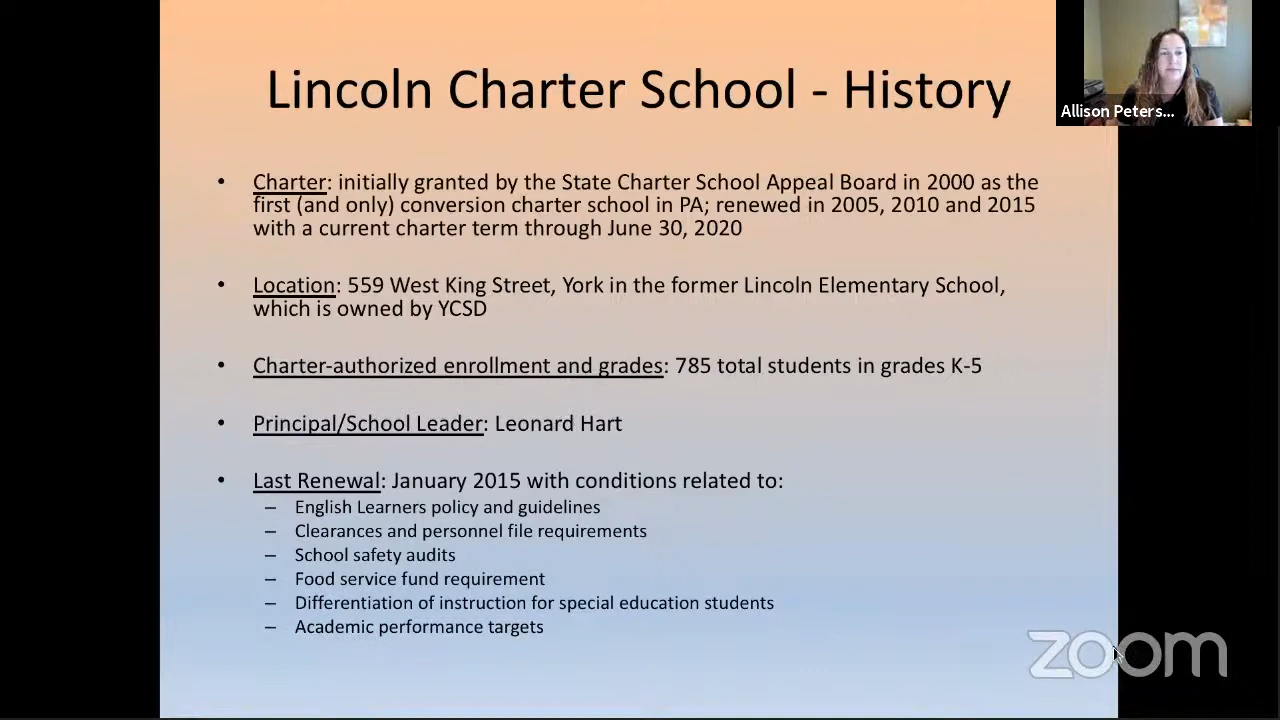 Lincoln Charter School - History
Allison Peters...
• Charter: initially granted by the State Charter School Appeal Board in 2000 as the
first (and only) conversion charter school in PA; renewed in 2005, 2010 and 2015
with a current charter term through June 30, 2020
• Location: 559 West King Street, York in the former Lincoln Elementary School,
which is owned by YCSD
• Charter-authorized enrollment and grades: 785 total students in grades K-5
• Principal/School Leader: Leonard Hart
• Last Renewal: January 2015 with conditions related to:
– English Learners policy and guidelines
– Clearances and personnel file requirements
– School safety audits
– Food service fund requirement
– Differentiation of instruction for special education students
– Academic performance targets
zoom